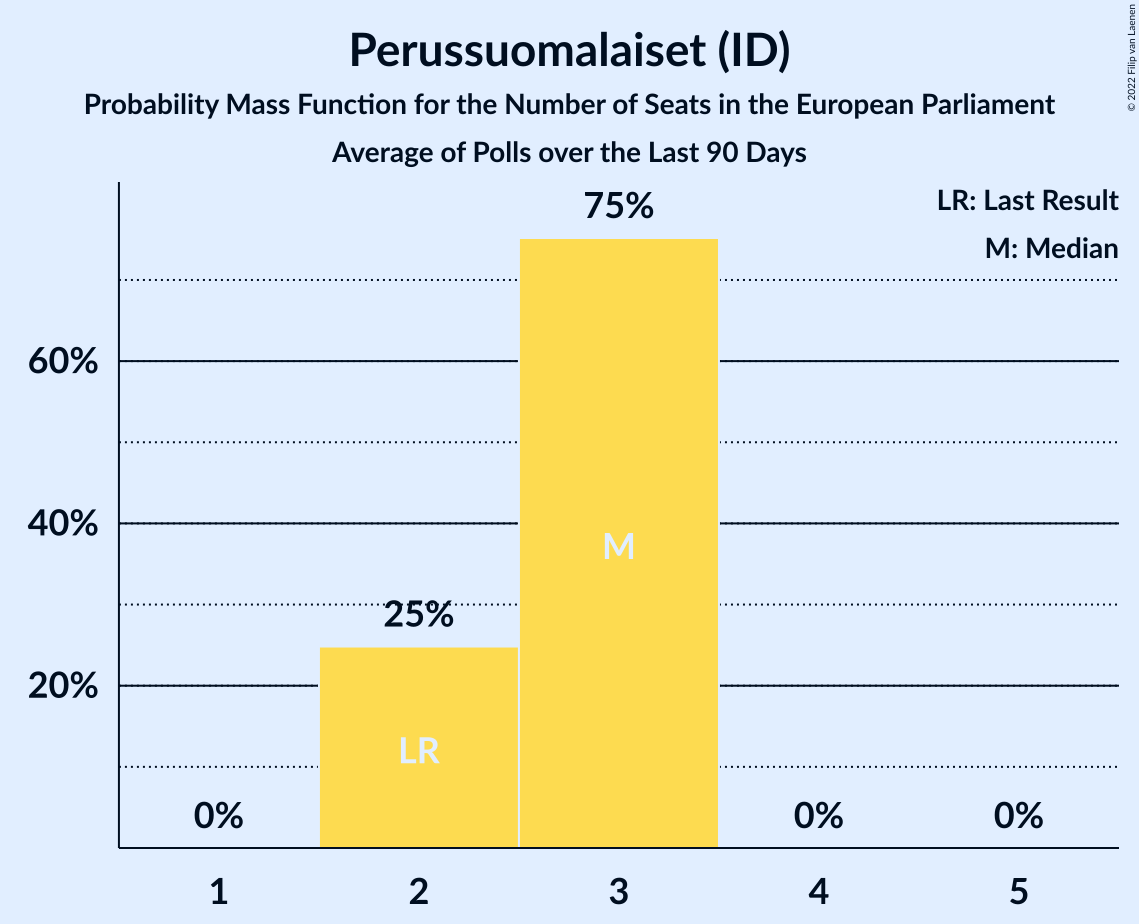 Perussuomalaiset (ID)
Probability Mass Function for the Number of Seats in the European Parliament
Average of Polls over the Last 90 Days
© 2022 Filip van Laenen
LR: Last Result
M: Median
75%
60%
40%
20%
25%
M
LR
0%
0%
0%
1 2 3 4 5